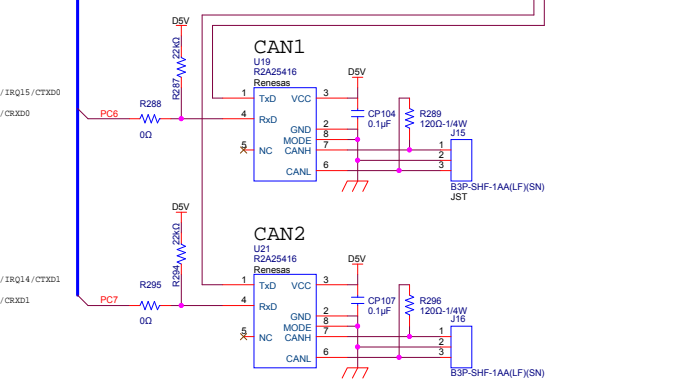 D5V
22kΩ
R287
CAN1
U19
R2A25416
Renesas
D5V
/IRQ15/CTXD0
1
TxD
VCC
3
/CRXD0
PC6
R288
0Ω
4
RxD
CP104
0.1µF
R289
120Ω-1/4W
GND
2
MODE
8
5
NC
CANH
7
J15
1
2
3
CANL
6
B3P-SHF-1AA(LF)(SN)
JST
D5V
22kΩ
R294
CAN2
U21
R2A25416
Renesas
D5V
/IRQ14/CTXD1
1
TxD
VCC
3
/CRXD1
PC7
R295
0Ω
4
RxD
CP107
0.1µF
R296
120Ω-1/4W
GND
2
MODE
8
5
NC
CANH
7
J16
1
2
3
CANL
6
B3P-SHF-1AA(LF)(SN)